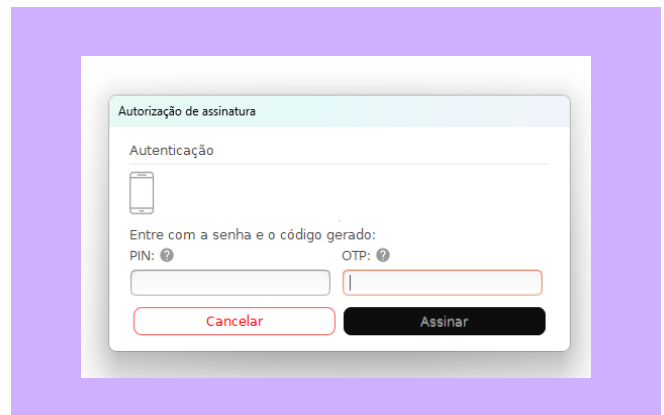 Autorização de assinatura
Autenticação
Entre com a senha e o código gerado:
PIN: ? OTP: ?
Cancelar Assinar